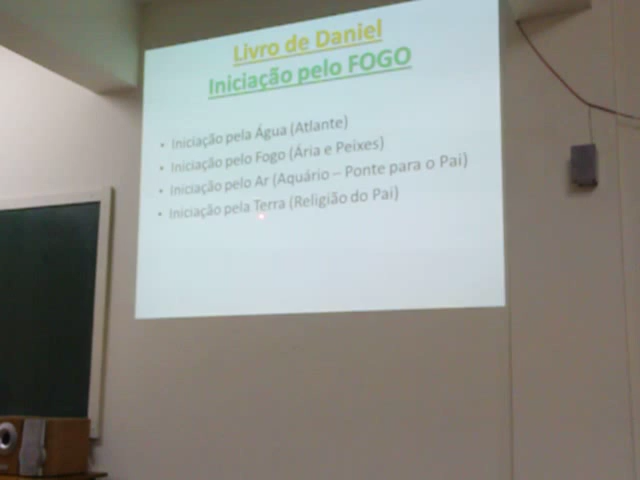 Livro de Daniel
Iniciação pelo FOGO
• Iniciação pela Água (Atlante)
• Iniciação pelo Fogo (Ária e Peixes)
• Iniciação pelo Ar (Aquário – Ponte para o Pai)
• Iniciação pela Terra (Religião do Pai)